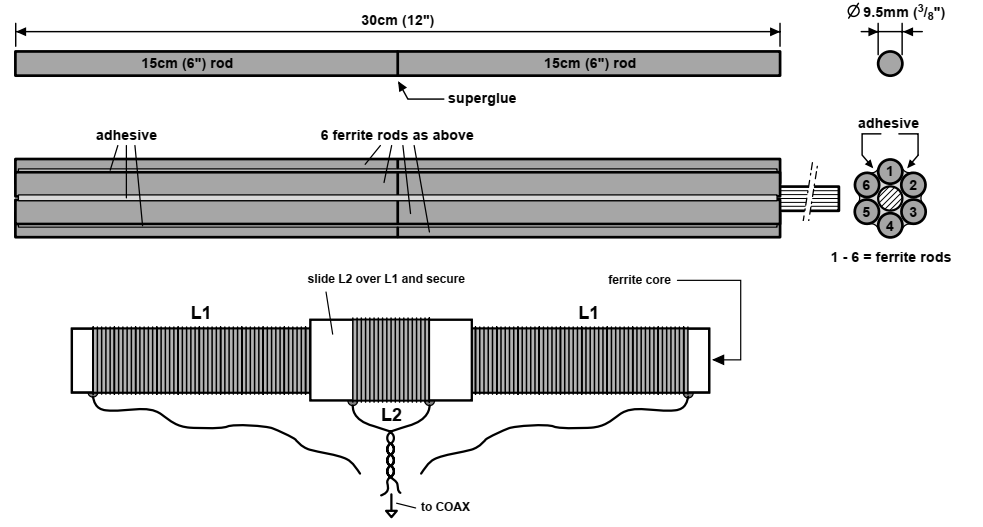 30cm (12")
Ø 9.5mm (3/8")
15cm (6") rod
15cm (6") rod
superglue
adhesive
6 ferrite rods as above
adhesive
1
2
3
4
5
6
1 - 6 = ferrite rods
slide L2 over L1 and secure
ferrite core
L1
L1
L2
to COAX